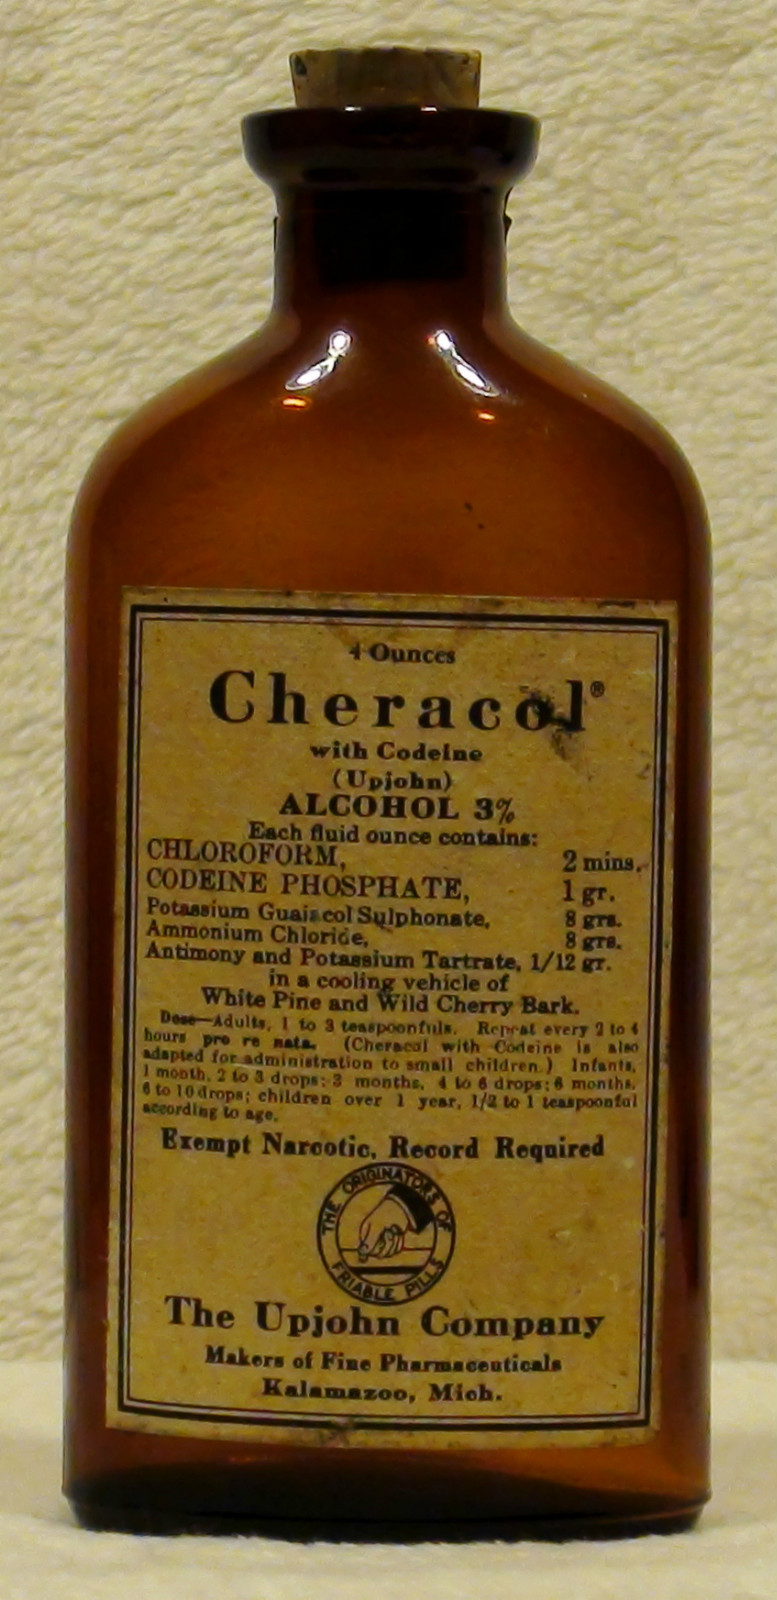 4 Ounces
Cheracol®
with Codeine
(Upjohn)
ALCOHOL 3%
Each fluid ounce contains:
CHLOROFORM, 2 mins.
CODEINE PHOSPHATE, 1 gr.
Potassium Guaiacol Sulphonate, 8 grs.
Ammonium Chloride, 8 grs.
Antimony and Potassium Tartrate, 1/12 gr.
in a cooling vehicle of
White Pine and Wild Cherry Bark.
Dose—Adults, 1 to 3 teaspoonfuls. Repeat every 2 to 4
hours pro re nata. (Cheracol with Codeine is also
adapted for administration to small children.) Infants,
1 month, 2 to 3 drops; 3 months, 4 to 6 drops; 6 months,
6 to 10 drops; children over 1 year, 1/2 to 1 teaspoonful
according to age.
Exempt Narcotic, Record Required
THE ORIGINATORS OF
FRIABLE PILLS
The Upjohn Company
Makers of Fine Pharmaceuticals
Kalamazoo, Mich.